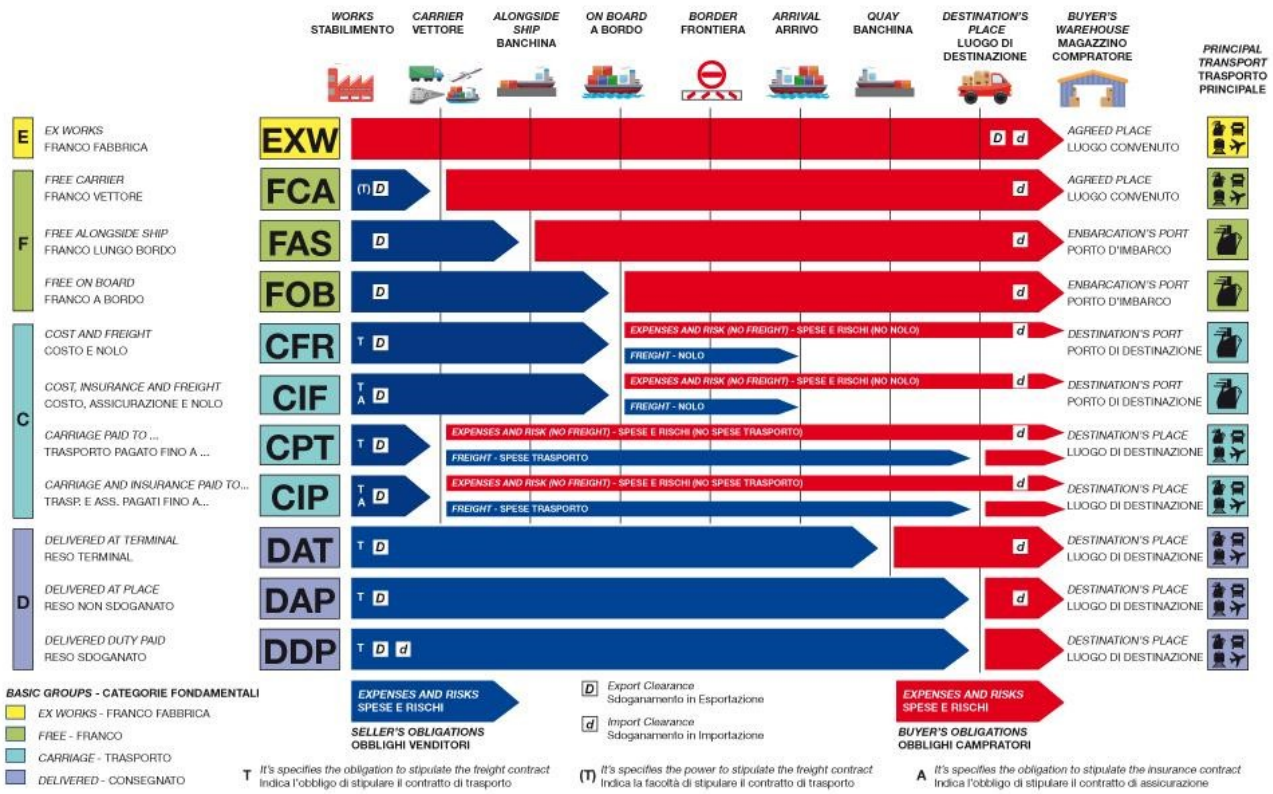 WORKS
STABILIMENTO
CARRIER
VETTORE
ALONGSIDE
SHIP
BANCHINA
ON BOARD
A BORDO
BORDER
FRONTIERA
ARRIVAL
ARRIVO
QUAY
BANCHINA
DESTINATION'S
PLACE
LUOGO DI
DESTINAZIONE
BUYER'S
WAREHOUSE
MAGAZZINO
COMPRATORE
PRINCIPAL
TRANSPORT
TRASPORTO
PRINCIPALE
E
EX WORKS
FRANCO FABBRICA
EXW
D d
AGREED PLACE
LUOGO CONVENUTO
F
FREE CARRIER
FRANCO VETTORE
FCA
(T) D
d
AGREED PLACE
LUOGO CONVENUTO
FREE ALONGSIDE SHIP
FRANCO LUNGO BORDO
FAS
D
d
ENBARCATION'S PORT
PORTO D'IMBARCO
FREE ON BOARD
FRANCO A BORDO
FOB
D
d
ENBARCATION'S PORT
PORTO D'IMBARCO
C
COST AND FREIGHT
COSTO E NOLO
CFR
T D
EXPENSES AND RISK (NO FREIGHT) - SPESE E RISCHI (NO NOLO)
d
FREIGHT - NOLO
DESTINATION'S PORT
PORTO DI DESTINAZIONE
COST, INSURANCE AND FREIGHT
COSTO, ASSICURAZIONE E NOLO
CIF
T
A
D
EXPENSES AND RISK (NO FREIGHT) - SPESE E RISCHI (NO NOLO)
d
FREIGHT - NOLO
DESTINATION'S PORT
PORTO DI DESTINAZIONE
CARRIAGE PAID TO ...
TRASPORTO PAGATO FINO A ...
CPT
T D
EXPENSES AND RISK (NO FREIGHT) - SPESE E RISCHI (NO SPESE TRASPORTO)
d
FREIGHT - SPESE TRASPORTO
DESTINATION'S PLACE
LUOGO DI DESTINAZIONE
CARRIAGE AND INSURANCE PAID TO...
TRASP. E ASS. PAGATI FINO A...
CIP
T
A
D
EXPENSES AND RISK (NO FREIGHT) - SPESE E RISCHI (NO SPESE TRASPORTO)
d
FREIGHT - SPESE TRASPORTO
DESTINATION'S PLACE
LUOGO DI DESTINAZIONE
D
DELIVERED AT TERMINAL
RESO TERMINAL
DAT
T D
d
DESTINATION'S PLACE
LUOGO DI DESTINAZIONE
DELIVERED AT PLACE
RESO NON SDOGANATO
DAP
T D
d
DESTINATION'S PLACE
LUOGO DI DESTINAZIONE
DELIVERED DUTY PAID
RESO SDOGANATO
DDP
T D d
DESTINATION'S PLACE
LUOGO DI DESTINAZIONE
BASIC GROUPS - CATEGORIE FONDAMENTALI
EX WORKS - FRANCO FABBRICA
FREE - FRANCO
CARRIAGE - TRASPORTO
DELIVERED - CONSEGNATO
EXPENSES AND RISKS
SPESE E RISCHI
SELLER'S OBLIGATIONS
OBBLIGHI VENDITORI
D Export Clearance
Sdoganamento in Esportazione
d Import Clearance
Sdoganamento in Importazione
EXPENSES AND RISKS
SPESE E RISCHI
BUYER'S OBLIGATIONS
OBBLIGHI CAMPRATORI
T It's specifies the obligation to stipulate the freight contract
Indica l'obbligo di stipulare il contratto di trasporto
(T) It's specifies the power to stipulate the freight contract
Indica la facoltà di stipulare il contratto di trasporto
A It's specifies the obligation to stipulate the insurance contract
Indica l'obbligo di stipulare il contratto di assicurazione